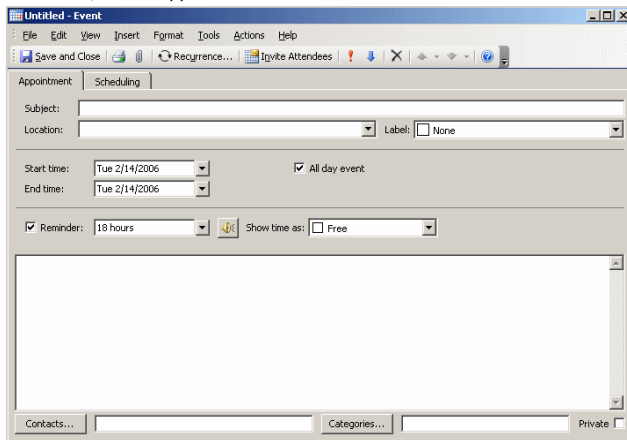 Untitled - Event
File Edit View Insert Format Tools Actions Help
Save and Close Recurrence... Invite Attendees
Appointment Scheduling
Subject:
Location: Label: None
Start time: Tue 2/14/2006 All day event
End time: Tue 2/14/2006
Reminder: 18 hours Show time as: Free
Contacts... Categories... Private